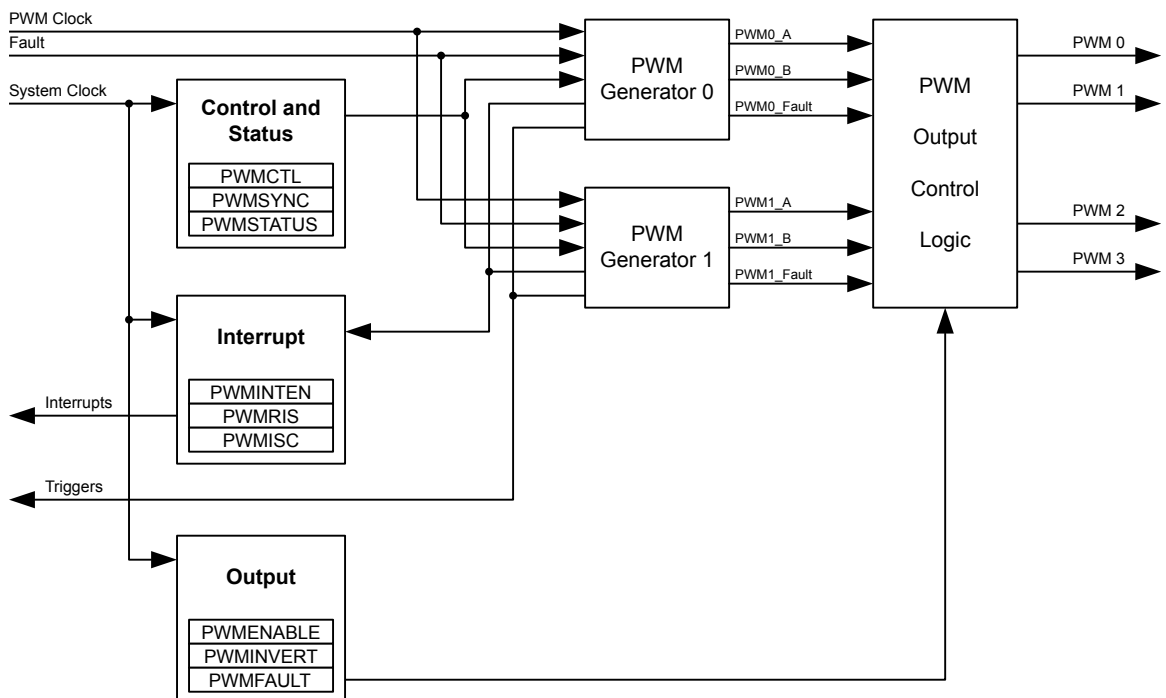 PWM Clock
Fault
System Clock
Control and
Status
PWMCTL
PWMSYNC
PWMSTATUS
Interrupt
PWMINTEN
PWMRIS
PWMISC
Interrupts
Triggers
Output
PWMENABLE
PWMINVERT
PWMFAULT
PWM
Generator 0
PWM0_A
PWM0_B
PWM0_Fault
PWM
Generator 1
PWM1_A
PWM1_B
PWM1_Fault
PWM
Output
Control
Logic
PWM 0
PWM 1
PWM 2
PWM 3